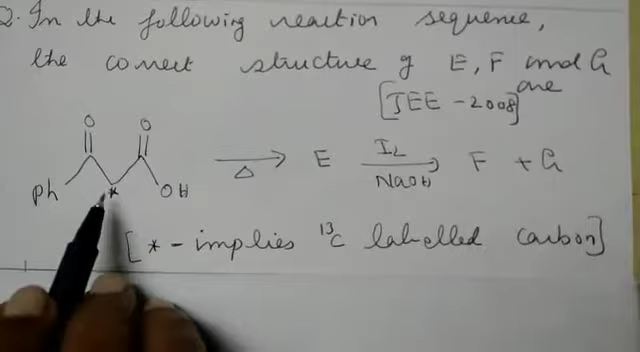 Q. In the following reaction sequence,
the correct structure of E, F and G
are
[JEE - 2008]
O O
Ph * OH
Δ E I2 NaOH F + G
[* - implies 13C labelled carbon]